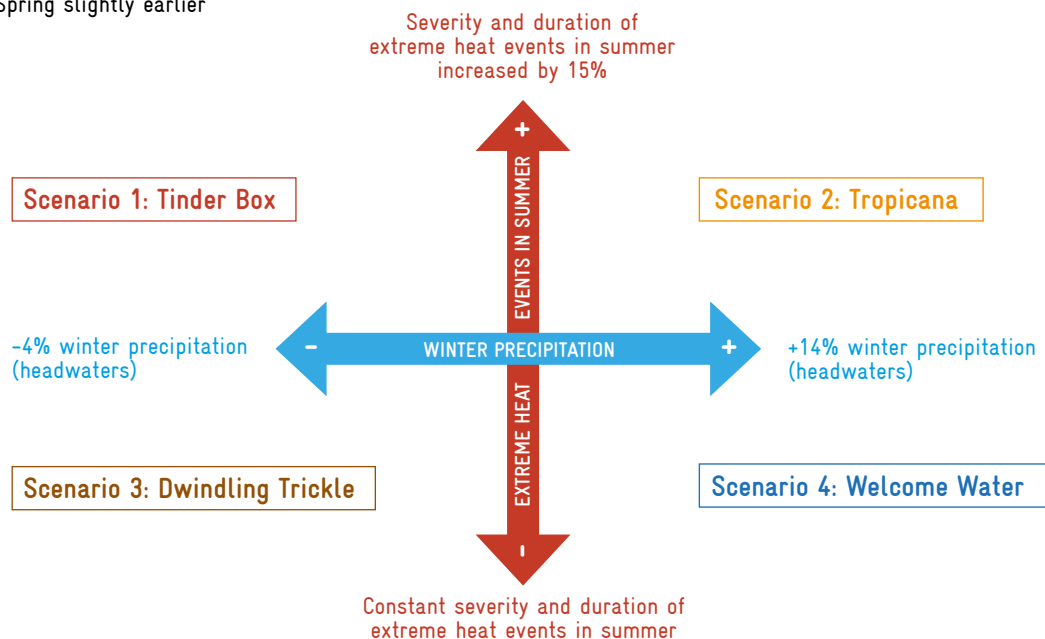 Spring slightly earlier
Severity and duration of
extreme heat events in summer
increased by 15%
+
Scenario 1: Tinder Box
Scenario 2: Tropicana
EXTREME HEAT EVENTS IN SUMMER
-4% winter precipitation
(headwaters)
-
WINTER PRECIPITATION
+
+14% winter precipitation
(headwaters)
Scenario 3: Dwindling Trickle
Scenario 4: Welcome Water
-
Constant severity and duration of
extreme heat events in summer